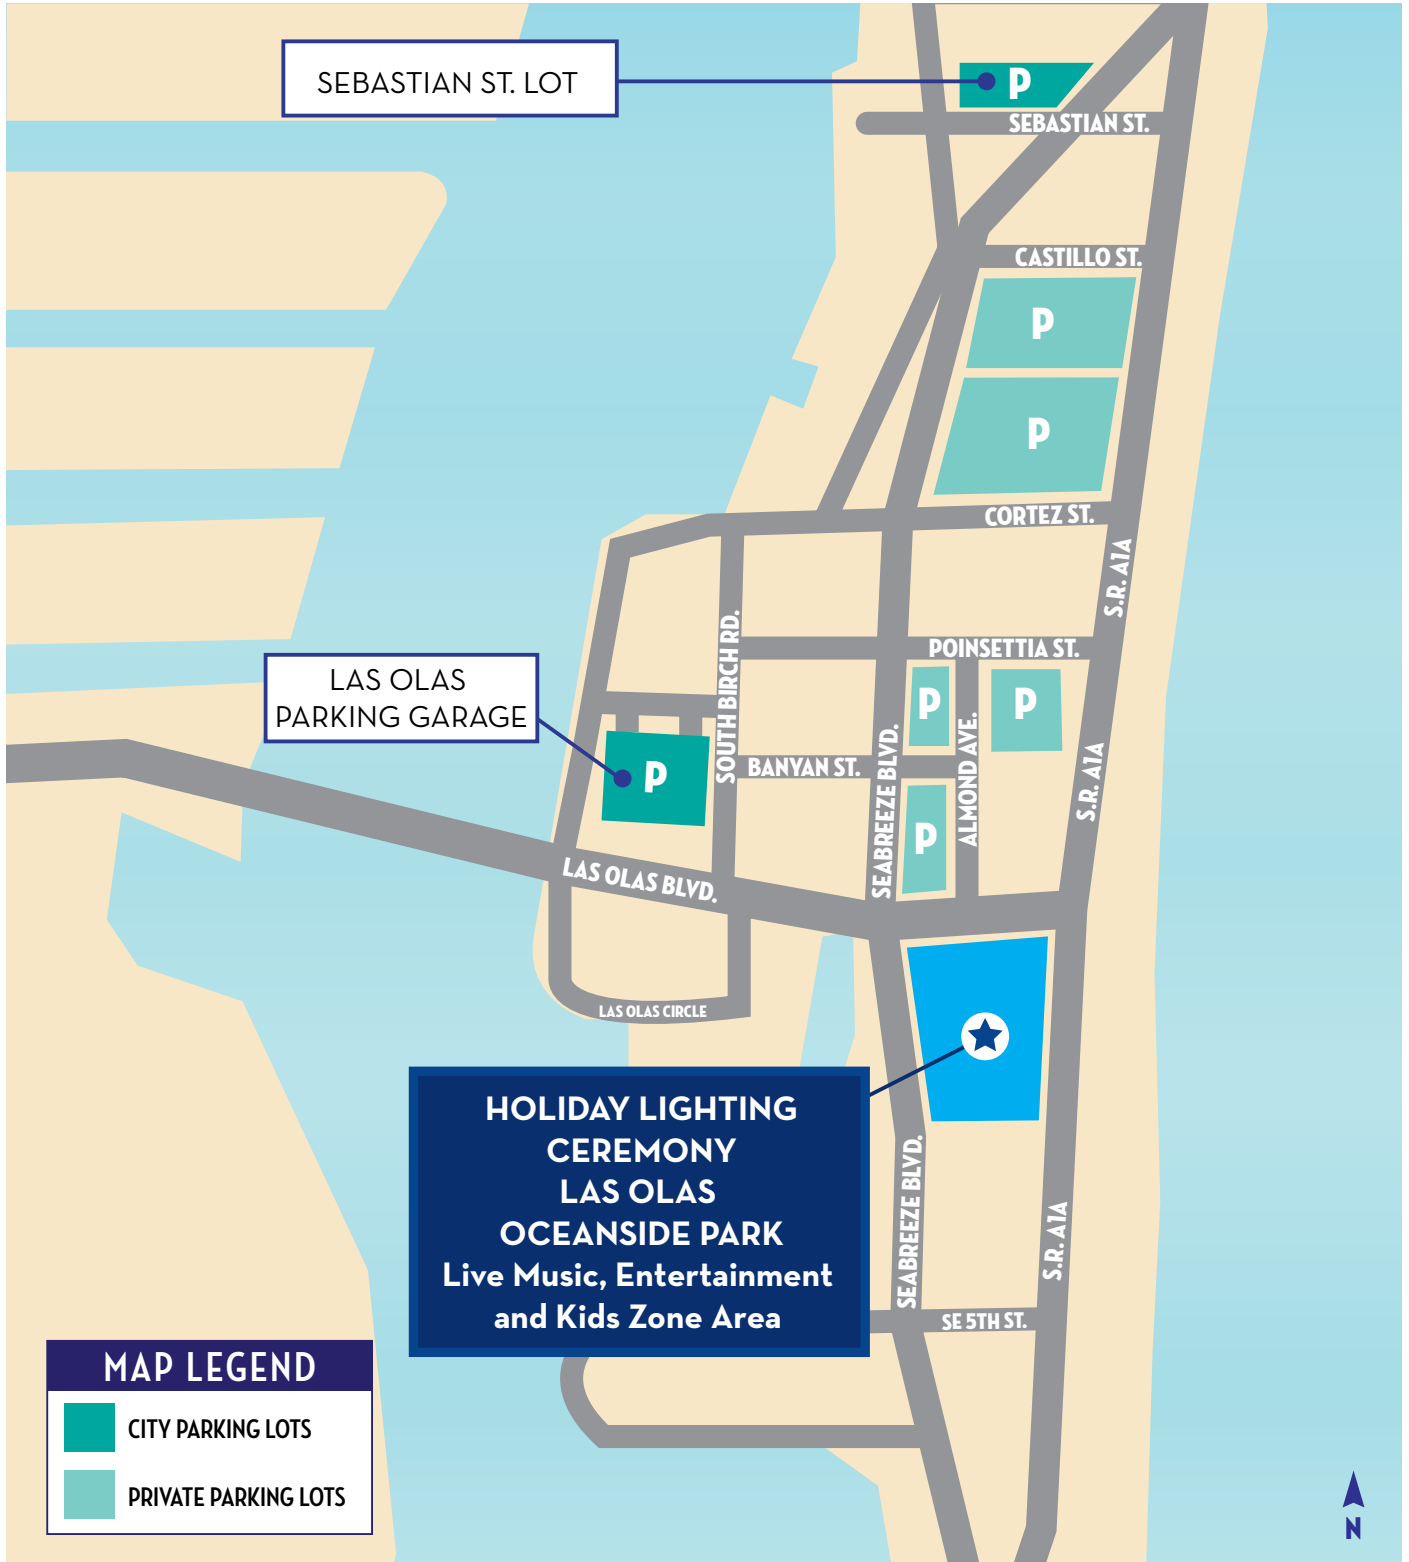 SEBASTIAN ST. LOT
P
SEBASTIAN ST.
CASTILLO ST.
P
P
CORTEZ ST.
S.R. A1A
SOUTH BIRCH RD.
POINSETTIA ST.
LAS OLAS
PARKING GARAGE
P
P
P
ALMOND AVE.
SEABREEZE BLVD.
S.R. A1A
BANYAN ST.
P
LAS OLAS BLVD.
LAS OLAS CIRCLE
HOLIDAY LIGHTING
CEREMONY
LAS OLAS
OCEANSIDE PARK
Live Music, Entertainment
and Kids Zone Area
SEABREEZE BLVD.
S.R. A1A
SE 5TH ST.
MAP LEGEND
CITY PARKING LOTS
PRIVATE PARKING LOTS
N